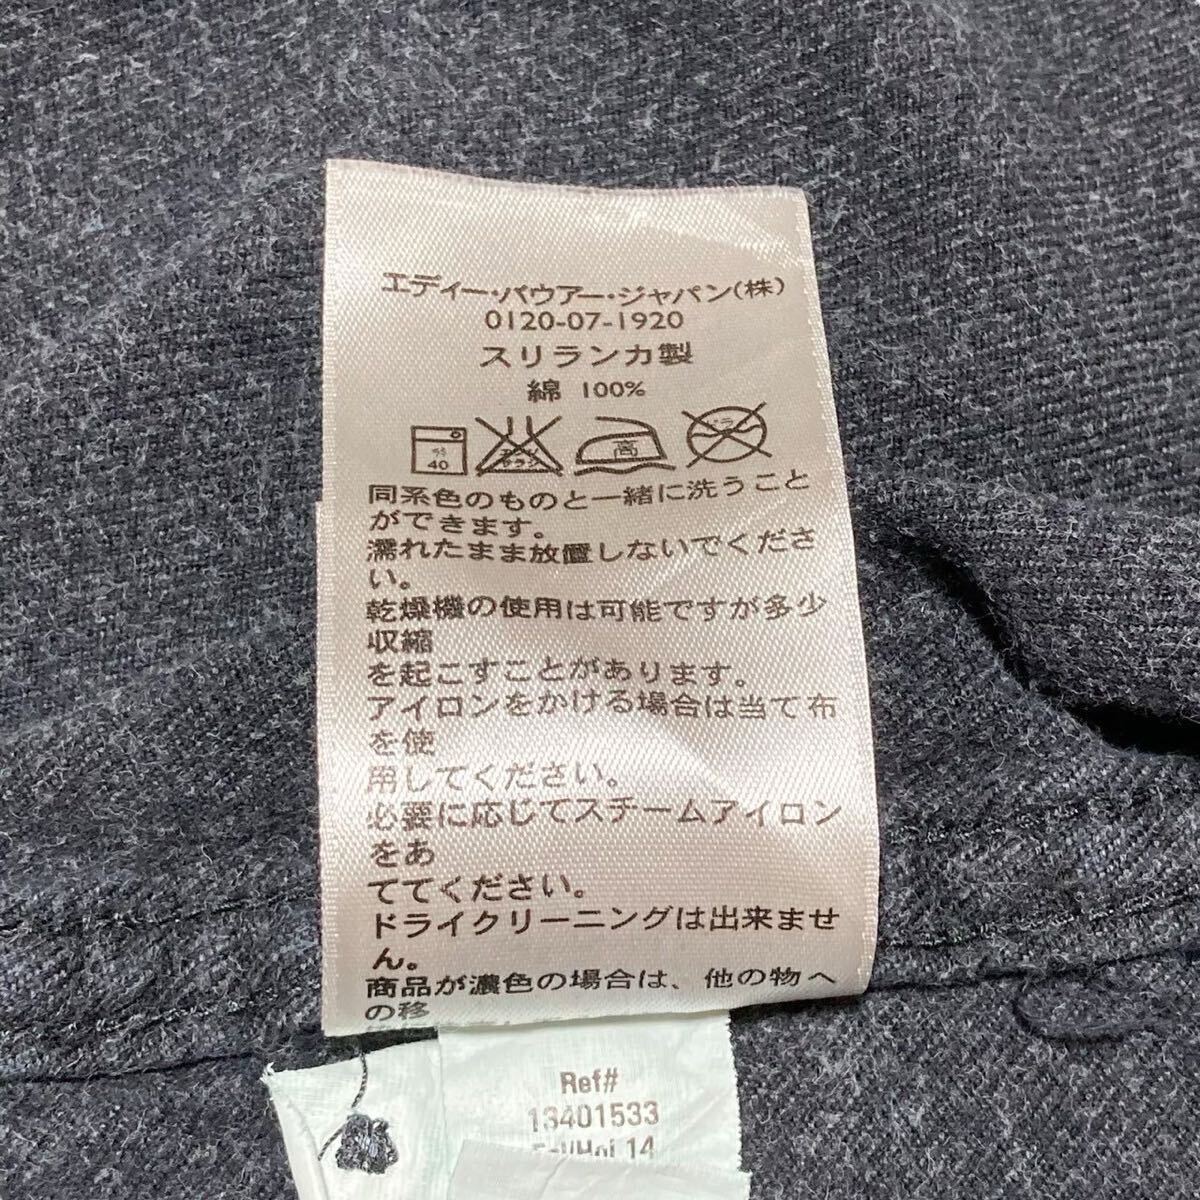 エディー・バウアー・ジャパン(株)
0120-07-1920
スリランカ製
綿 100%
40
高
同系色のものと一緒に洗うこと
ができます。
濡れたまま放置しないでくださ
い。
乾燥機の使用は可能ですが多少
収縮
を起こすことがあります。
アイロンをかける場合は当て布
を使
用してください。
必要に応じてスチームアイロン
をあ
ててください。
ドライクリーニングは出来ませ
ん。
商品が濃色の場合は、他の物へ
の移
Ref#
13401533
14